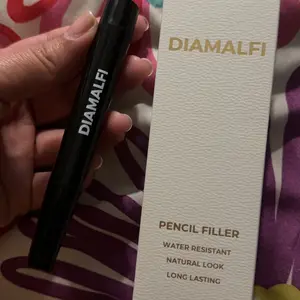 DIAMALFI
DIAMALFI
PENCIL FILLER
WATER RESISTANT
NATURAL LOOK
LONG LASTING